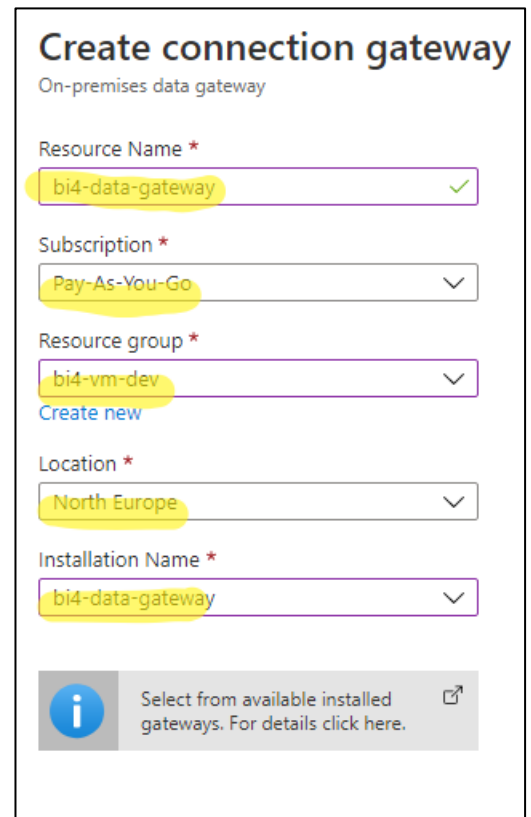 Create connection gateway
On-premises data gateway
Resource Name *
bi4-data-gateway
Subscription *
Pay-As-You-Go
Resource group *
bi4-vm-dev
Create new
Location *
North Europe
Installation Name *
bi4-data-gateway
Select from available installed
gateways. For details click here.